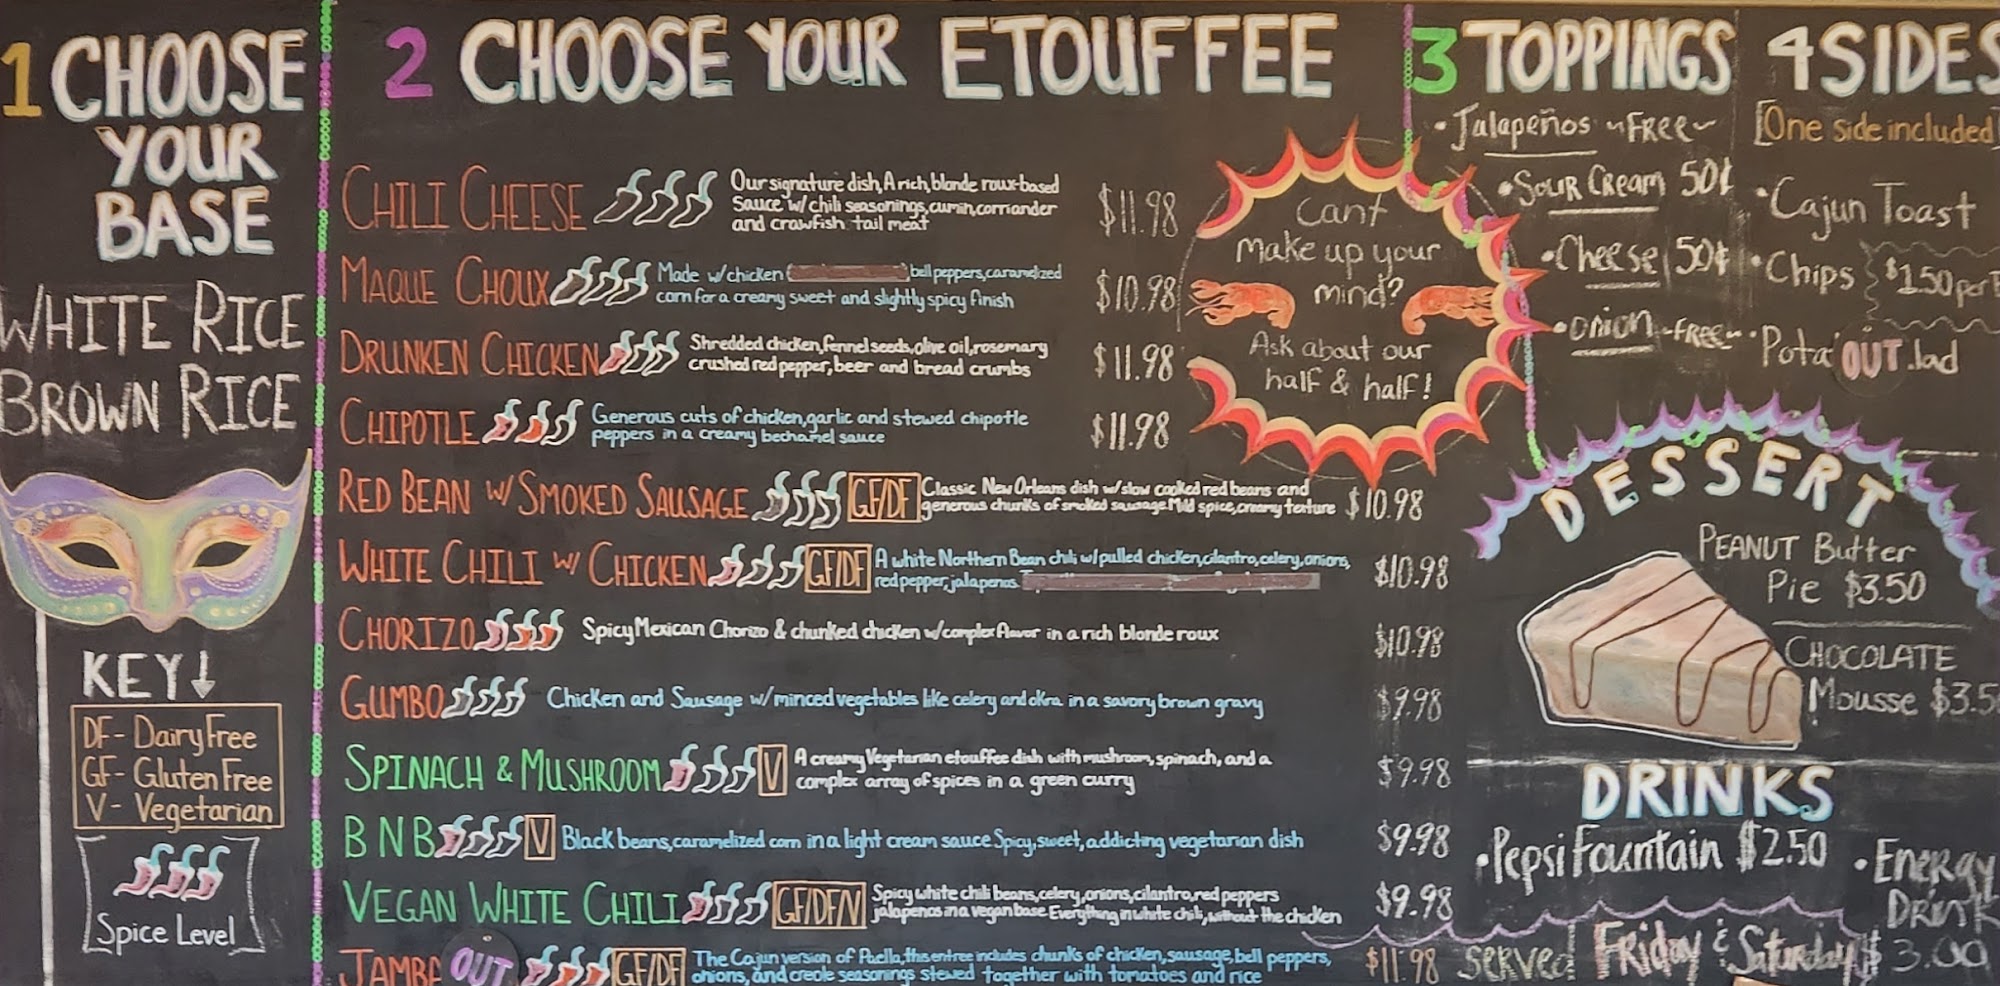 1 CHOOSE
YOUR
BASE
WHITE RICE
BROWN RICE
KEY↓
DF- Dairy Free
GF- Gluten Free
V- Vegetarian
Spice Level
2 CHOOSE YOUR ETOUFFEE
CHILI CHEESE
Our signature dish, A rich, blonde roux-based
Sauce w/ chili seasonings, cumin, corriander
and crawfish tail meat
$11.98
MAQUE CHOUX
Made w/chicken bell peppers, caramelized
corn for a creamy sweet and slightly spicy finish
$10.98
DRUNKEN CHICKEN
Shredded chicken, fennel seeds, olive oil, rosemary
crushed red pepper, beer and bread crumbs
$11.98
CHIPOTLE
Generous cuts of chicken, garlic and stewed chipotle
peppers in a creamy bechamel sauce
$11.98
RED BEAN w/ SMOKED SAUSAGE GF/DF
Classic New Orleans dish w/slow cooked red beans and
generous chunks of smoked sausage. Mild spice, creamy texture
$10.98
WHITE CHILI w/ CHICKEN GF/DF
A white Northern Bean chili w/pulled chicken, cilantro, celery, onions,
red pepper, jalapenos.
$10.98
CHORIZO
Spicy Mexican Chorizo & chunked chicken w/complex flavor in a rich blonde roux
$10.98
GUMBO
Chicken and Sausage w/minced vegetables like celery and okra in a savory brown gravy
$9.98
SPINACH & MUSHROOM V
A creamy Vegetarian etouffee dish with mushroom, spinach, and a
complex array of spices in a green curry
$9.98
BNB V
Black beans, caramelized corn in a light cream sauce Spicy, sweet, addicting vegetarian dish
$9.98
VEGAN WHITE CHILI GF/DF/V
Spicy white chili beans, celery, onions, cilantro, red peppers
jalapenos in a vegan base. Everything in white chili, without the chicken
$9.98
JAMBA OUT GF/DF
The Cajun version of Paella, this entree includes chunks of chicken, sausage, bell peppers,
onions, and creole seasonings stewed together with tomatoes and rice
$11.98
Cant
Make up your
mind?
Ask about our
half & half!
3 TOPPINGS
•Jalapeños ~FREE~
•Sour Cream 50¢
•Cheese 50¢
•Onion ~FREE~
4 SIDES
[One side included]
•Cajun Toast
•Chips
$1.50 per
•Pota OUT lad
DESSERT
PEANUT Butter
Pie $3.50
CHOCOLATE
Mousse $3.5
DRINKS
•Pepsi Fountain $2.50
•ENERGY
DRINK
$3.00
SERVED Friday & Saturday